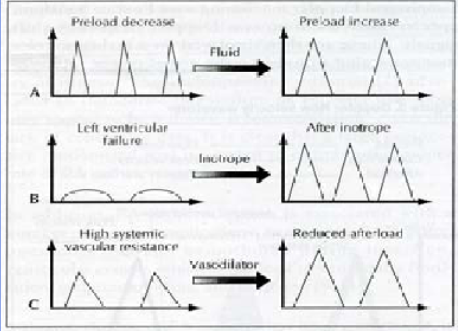 Preload decrease
Fluid
Preload increase
A
Left ventricular
failure
Inotrope
After inotrope
B
High systemic
vascular resistance
Vasodilator
Reduced afterload
C